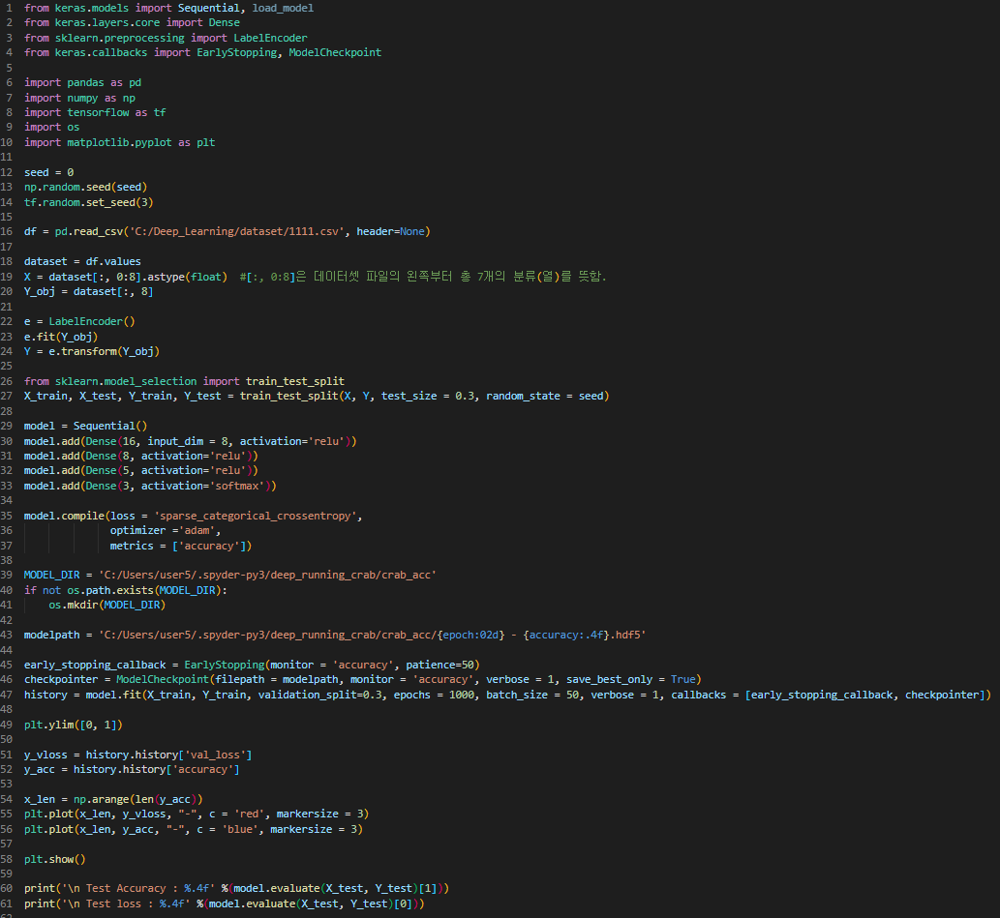 1 from keras.models import Sequential, load_model
2 from keras.layers.core import Dense
3 from sklearn.preprocessing import LabelEncoder
4 from keras.callbacks import EarlyStopping, ModelCheckpoint
5
6 import pandas as pd
7 import numpy as np
8 import tensorflow as tf
9 import os
10 import matplotlib.pyplot as plt
11
12 seed = 0
13 np.random.seed(seed)
14 tf.random.set_seed(3)
15
16 df = pd.read_csv('C:/Deep_Learning/dataset/1111.csv', header=None)
17
18 dataset = df.values
19 X = dataset[:, 0:8].astype(float)  #[:, 0:8]은 데이터셋 파일의 왼쪽부터 총 7개의 분류(열)를 뜻함.
20 Y_obj = dataset[:, 8]
21
22 e = LabelEncoder()
23 e.fit(Y_obj)
24 Y = e.transform(Y_obj)
25
26 from sklearn.model_selection import train_test_split
27 X_train, X_test, Y_train, Y_test = train_test_split(X, Y, test_size = 0.3, random_state = seed)
28
29 model = Sequential()
30 model.add(Dense(16, input_dim = 8, activation='relu'))
31 model.add(Dense(8, activation='relu'))
32 model.add(Dense(5, activation='relu'))
33 model.add(Dense(3, activation='softmax'))
34
35 model.compile(loss = 'sparse_categorical_crossentropy',
36               optimizer ='adam',
37               metrics = ['accuracy'])
38
39 MODEL_DIR = 'C:/Users/user5/.spyder-py3/deep_running_crab/crab_acc'
40 if not os.path.exists(MODEL_DIR):
41     os.mkdir(MODEL_DIR)
42
43 modelpath = 'C:/Users/user5/.spyder-py3/deep_running_crab/crab_acc/{epoch:02d} - {accuracy:.4f}.hdf5'
44
45 early_stopping_callback = EarlyStopping(monitor = 'accuracy', patience=50)
46 checkpointer = ModelCheckpoint(filepath = modelpath, monitor = 'accuracy', verbose = 1, save_best_only = True)
47 history = model.fit(X_train, Y_train, validation_split=0.3, epochs = 1000, batch_size = 50, verbose = 1, callbacks = [early_stopping_callback, checkpointer])
48
49 plt.ylim([0, 1])
50
51 y_vloss = history.history['val_loss']
52 y_acc = history.history['accuracy']
53
54 x_len = np.arange(len(y_acc))
55 plt.plot(x_len, y_vloss, "-", c = 'red', markersize = 3)
56 plt.plot(x_len, y_acc, "-", c = 'blue', markersize = 3)
57
58 plt.show()
59
60 print('\n Test Accuracy : %.4f' %(model.evaluate(X_test, Y_test)[1]))
61 print('\n Test loss : %.4f' %(model.evaluate(X_test, Y_test)[0]))
62